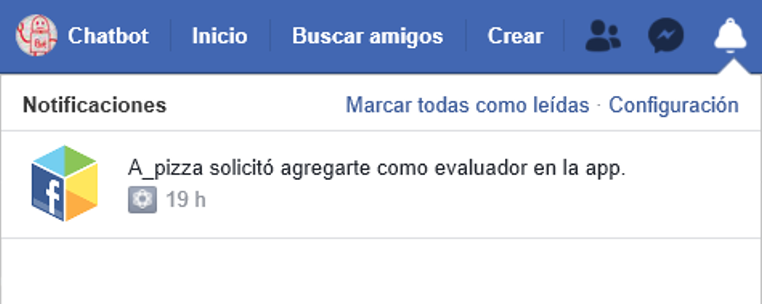 Chatbot Inicio Buscar amigos Crear
Notificaciones Marcar todas como leídas · Configuración
A_pizza solicitó agregarte como evaluador en la app.
19 h